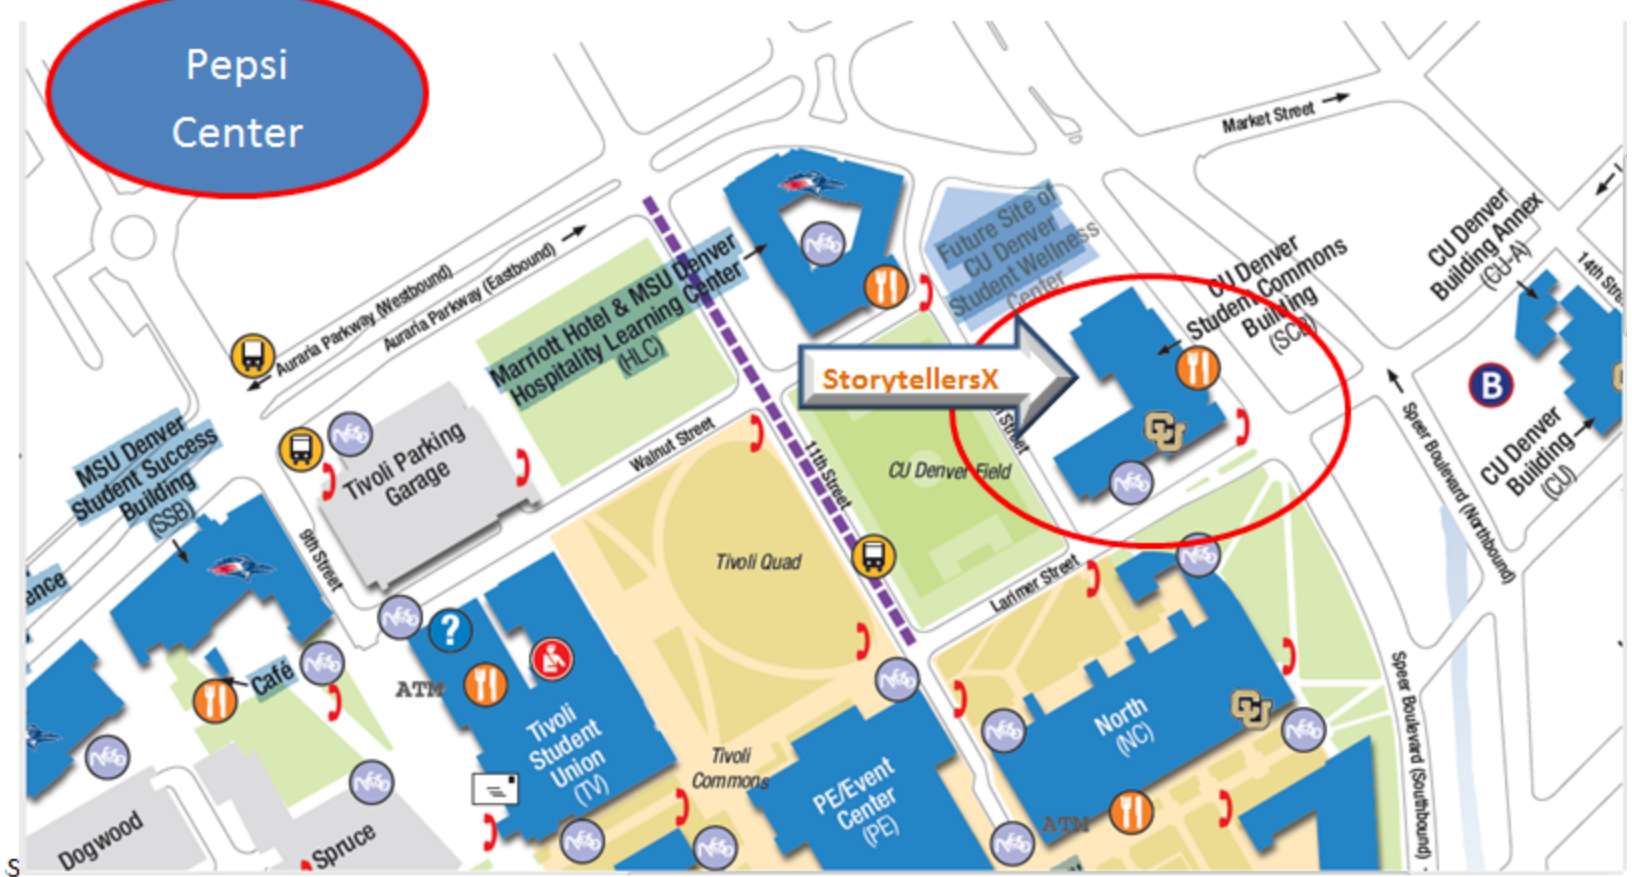 Pepsi
Center
Market Street
Future Site of
CU Denver
Student Wellness
Center
CU Denver
Student Commons
Building
CU Denver
Building Annex
(CU-A)
14th Stre
Auraria Parkway (Westbound)
Auraria Parkway (Eastbound)
Marriott Hotel & MSU Denver
Hospitality Learning Center
(HLC)
StorytellersX
B
CU Denver
Building
(CU)
MSU Denver
Student Success
Building
(SSB)
Tivoli Parking
Garage
Walnut Street
11th Street
CU Denver Field
Street
CU
Speer Boulevard (Northbound)
9th Street
Tivoli Quad
Larimer Street
ence
?
Café
ATM
Tivoli
Student
Union
(TV)
Tivoli
Commons
PE/Event
Center
(PE)
North
(NC)
CU
Speer Boulevard (Southbound)
ATM
Dogwood
Spruce
S